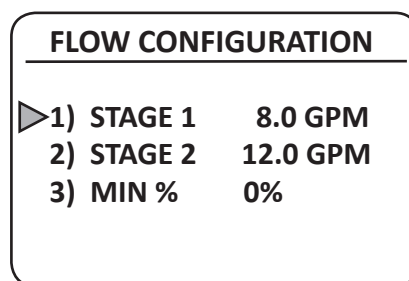 FLOW CONFIGURATION
1) STAGE 1 8.0 GPM
2) STAGE 2 12.0 GPM
3) MIN % 0%